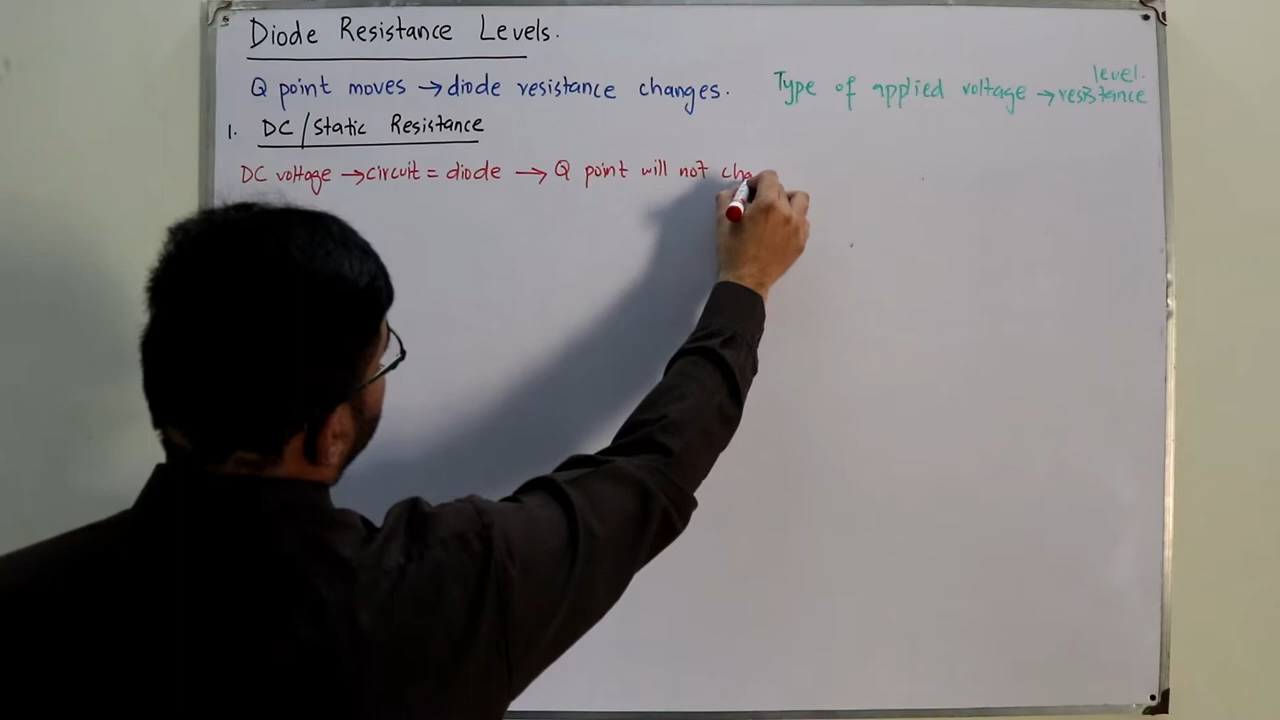 Diode Resistance Levels.
Q point moves → diode resistance changes.
Type of applied voltage → resistance level.
1. DC/Static Resistance
DC voltage → circuit = diode → Q point will not cha